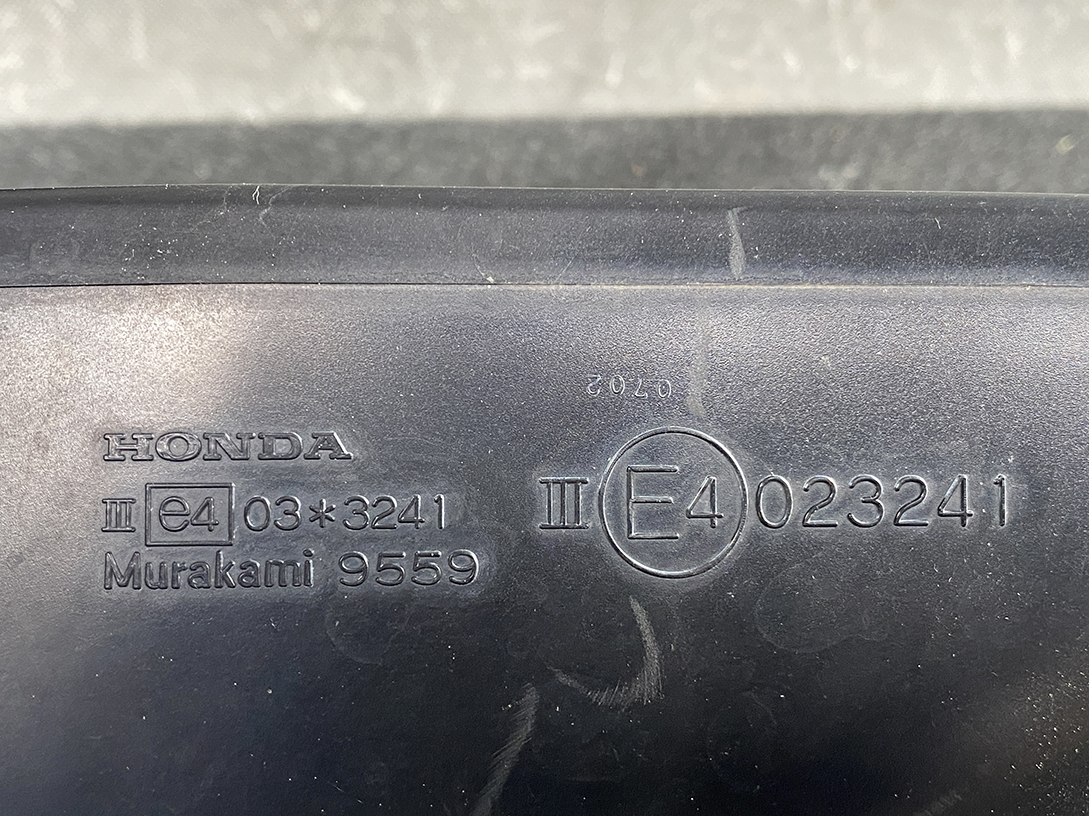 0702
HONDA
III e4 03*3241
Murakami 9559
III E4 023241